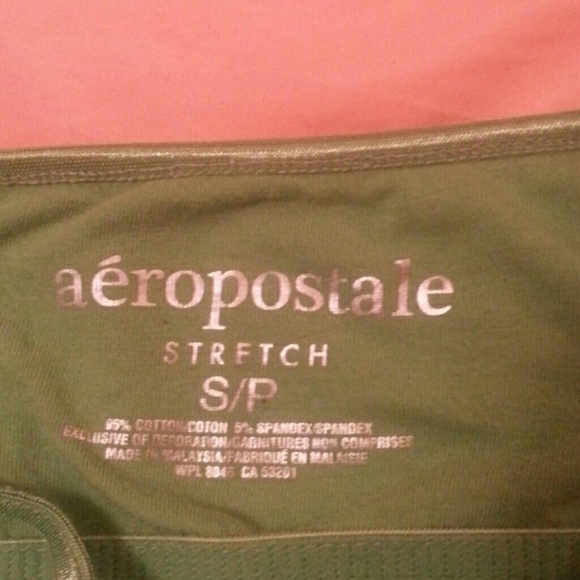 aéropostale
STRETCH
S/P
95% COTTON/COTON 5% SPANDEX/SPANDEX
EXCLUSIVE OF DECORATION/GARNITURES NON COMPRISES
MADE IN MALAYSIA/FABRIQUÉ EN MALAISIE
WPL 8046 CA 53201